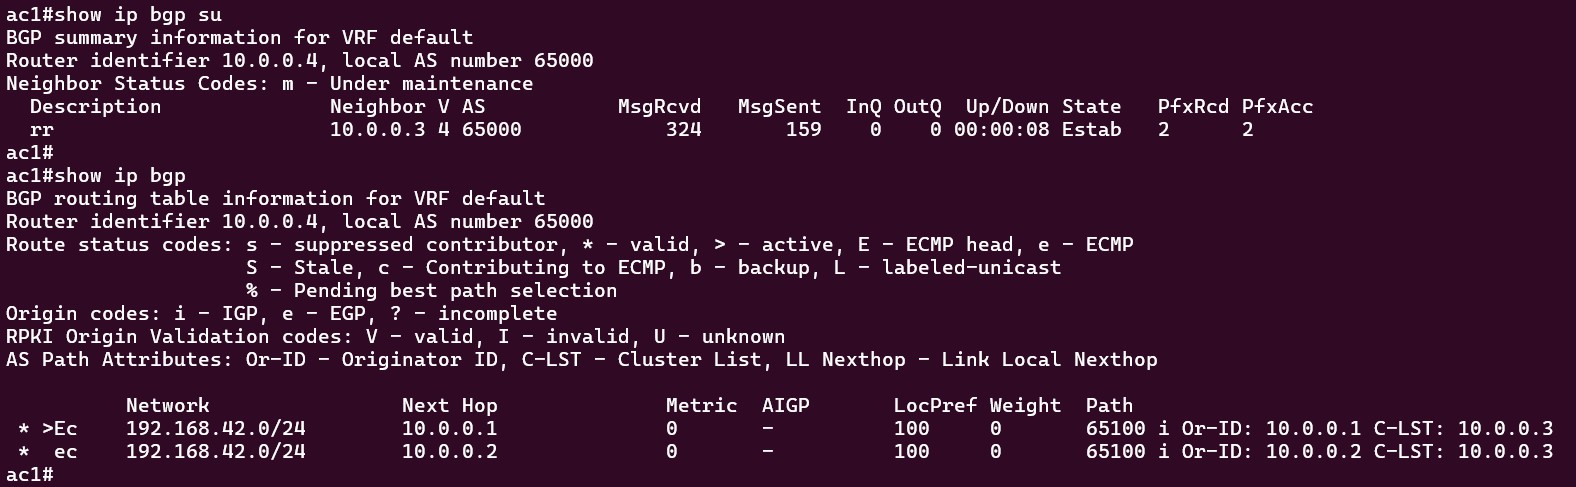 ac1#show ip bgp su
BGP summary information for VRF default
Router identifier 10.0.0.4, local AS number 65000
Neighbor Status Codes: m - Under maintenance
  Description              Neighbor V AS           MsgRcvd   MsgSent  InQ OutQ  Up/Down State   PfxRcd PfxAcc
  rr                       10.0.0.3 4 65000            324       159    0    0 00:00:08 Estab   2      2
ac1#
ac1#show ip bgp
BGP routing table information for VRF default
Router identifier 10.0.0.4, local AS number 65000
Route status codes: s - suppressed contributor, * - valid, > - active, E - ECMP head, e - ECMP
                    S - Stale, c - Contributing to ECMP, b - backup, L - labeled-unicast
                    % - Pending best path selection
Origin codes: i - IGP, e - EGP, ? - incomplete
RPKI Origin Validation codes: V - valid, I - invalid, U - unknown
AS Path Attributes: Or-ID - Originator ID, C-LST - Cluster List, LL Nexthop - Link Local Nexthop

          Network                Next Hop              Metric  AIGP       LocPref Weight  Path
 * >Ec    192.168.42.0/24        10.0.0.1              0       -          100     0       65100 i Or-ID: 10.0.0.1 C-LST: 10.0.0.3
 *  ec    192.168.42.0/24        10.0.0.2              0       -          100     0       65100 i Or-ID: 10.0.0.2 C-LST: 10.0.0.3
ac1#